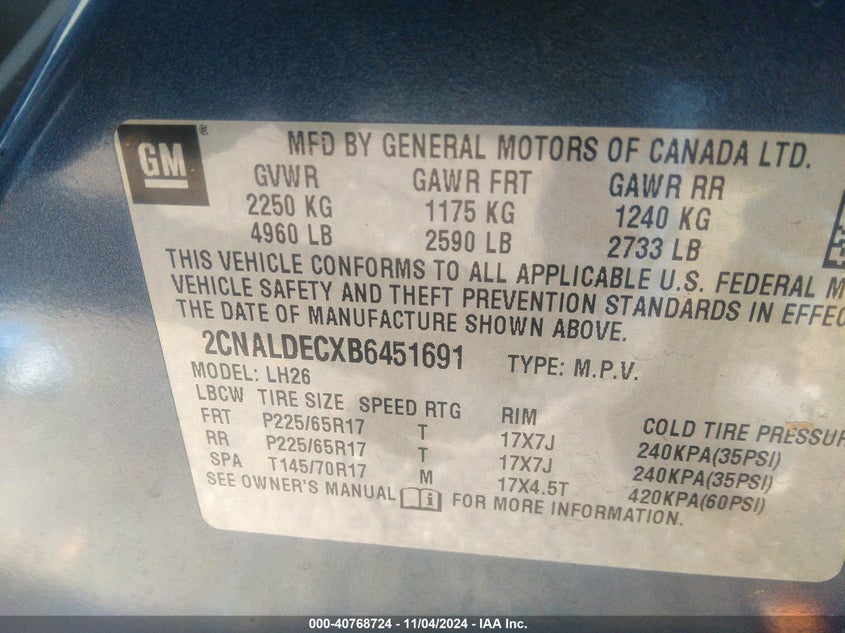 GM® MFD BY GENERAL MOTORS OF CANADA LTD.
GVWR GAWR FRT GAWR RR
2250 KG 1175 KG 1240 KG
4960 LB 2590 LB 2733 LB
THIS VEHICLE CONFORMS TO ALL APPLICABLE U.S. FEDERAL M
VEHICLE SAFETY AND THEFT PREVENTION STANDARDS IN EFFEC
THE DATE OF MANUFACTURE SHOWN ABOVE.
2CNALDECXB6451691 TYPE: M.P.V.
MODEL: LH26
LBCW TIRE SIZE SPEED RTG RIM COLD TIRE PRESSUR
FRT P225/65R17 T 17X7J 240KPA(35PSI)
RR P225/65R17 T 17X7J 240KPA(35PSI)
SPA T145/70R17 M 17X4.5T 420KPA(60PSI)
SEE OWNER'S MANUAL FOR MORE INFORMATION.
000-40768724 - 11/04/2024 - IAA Inc.